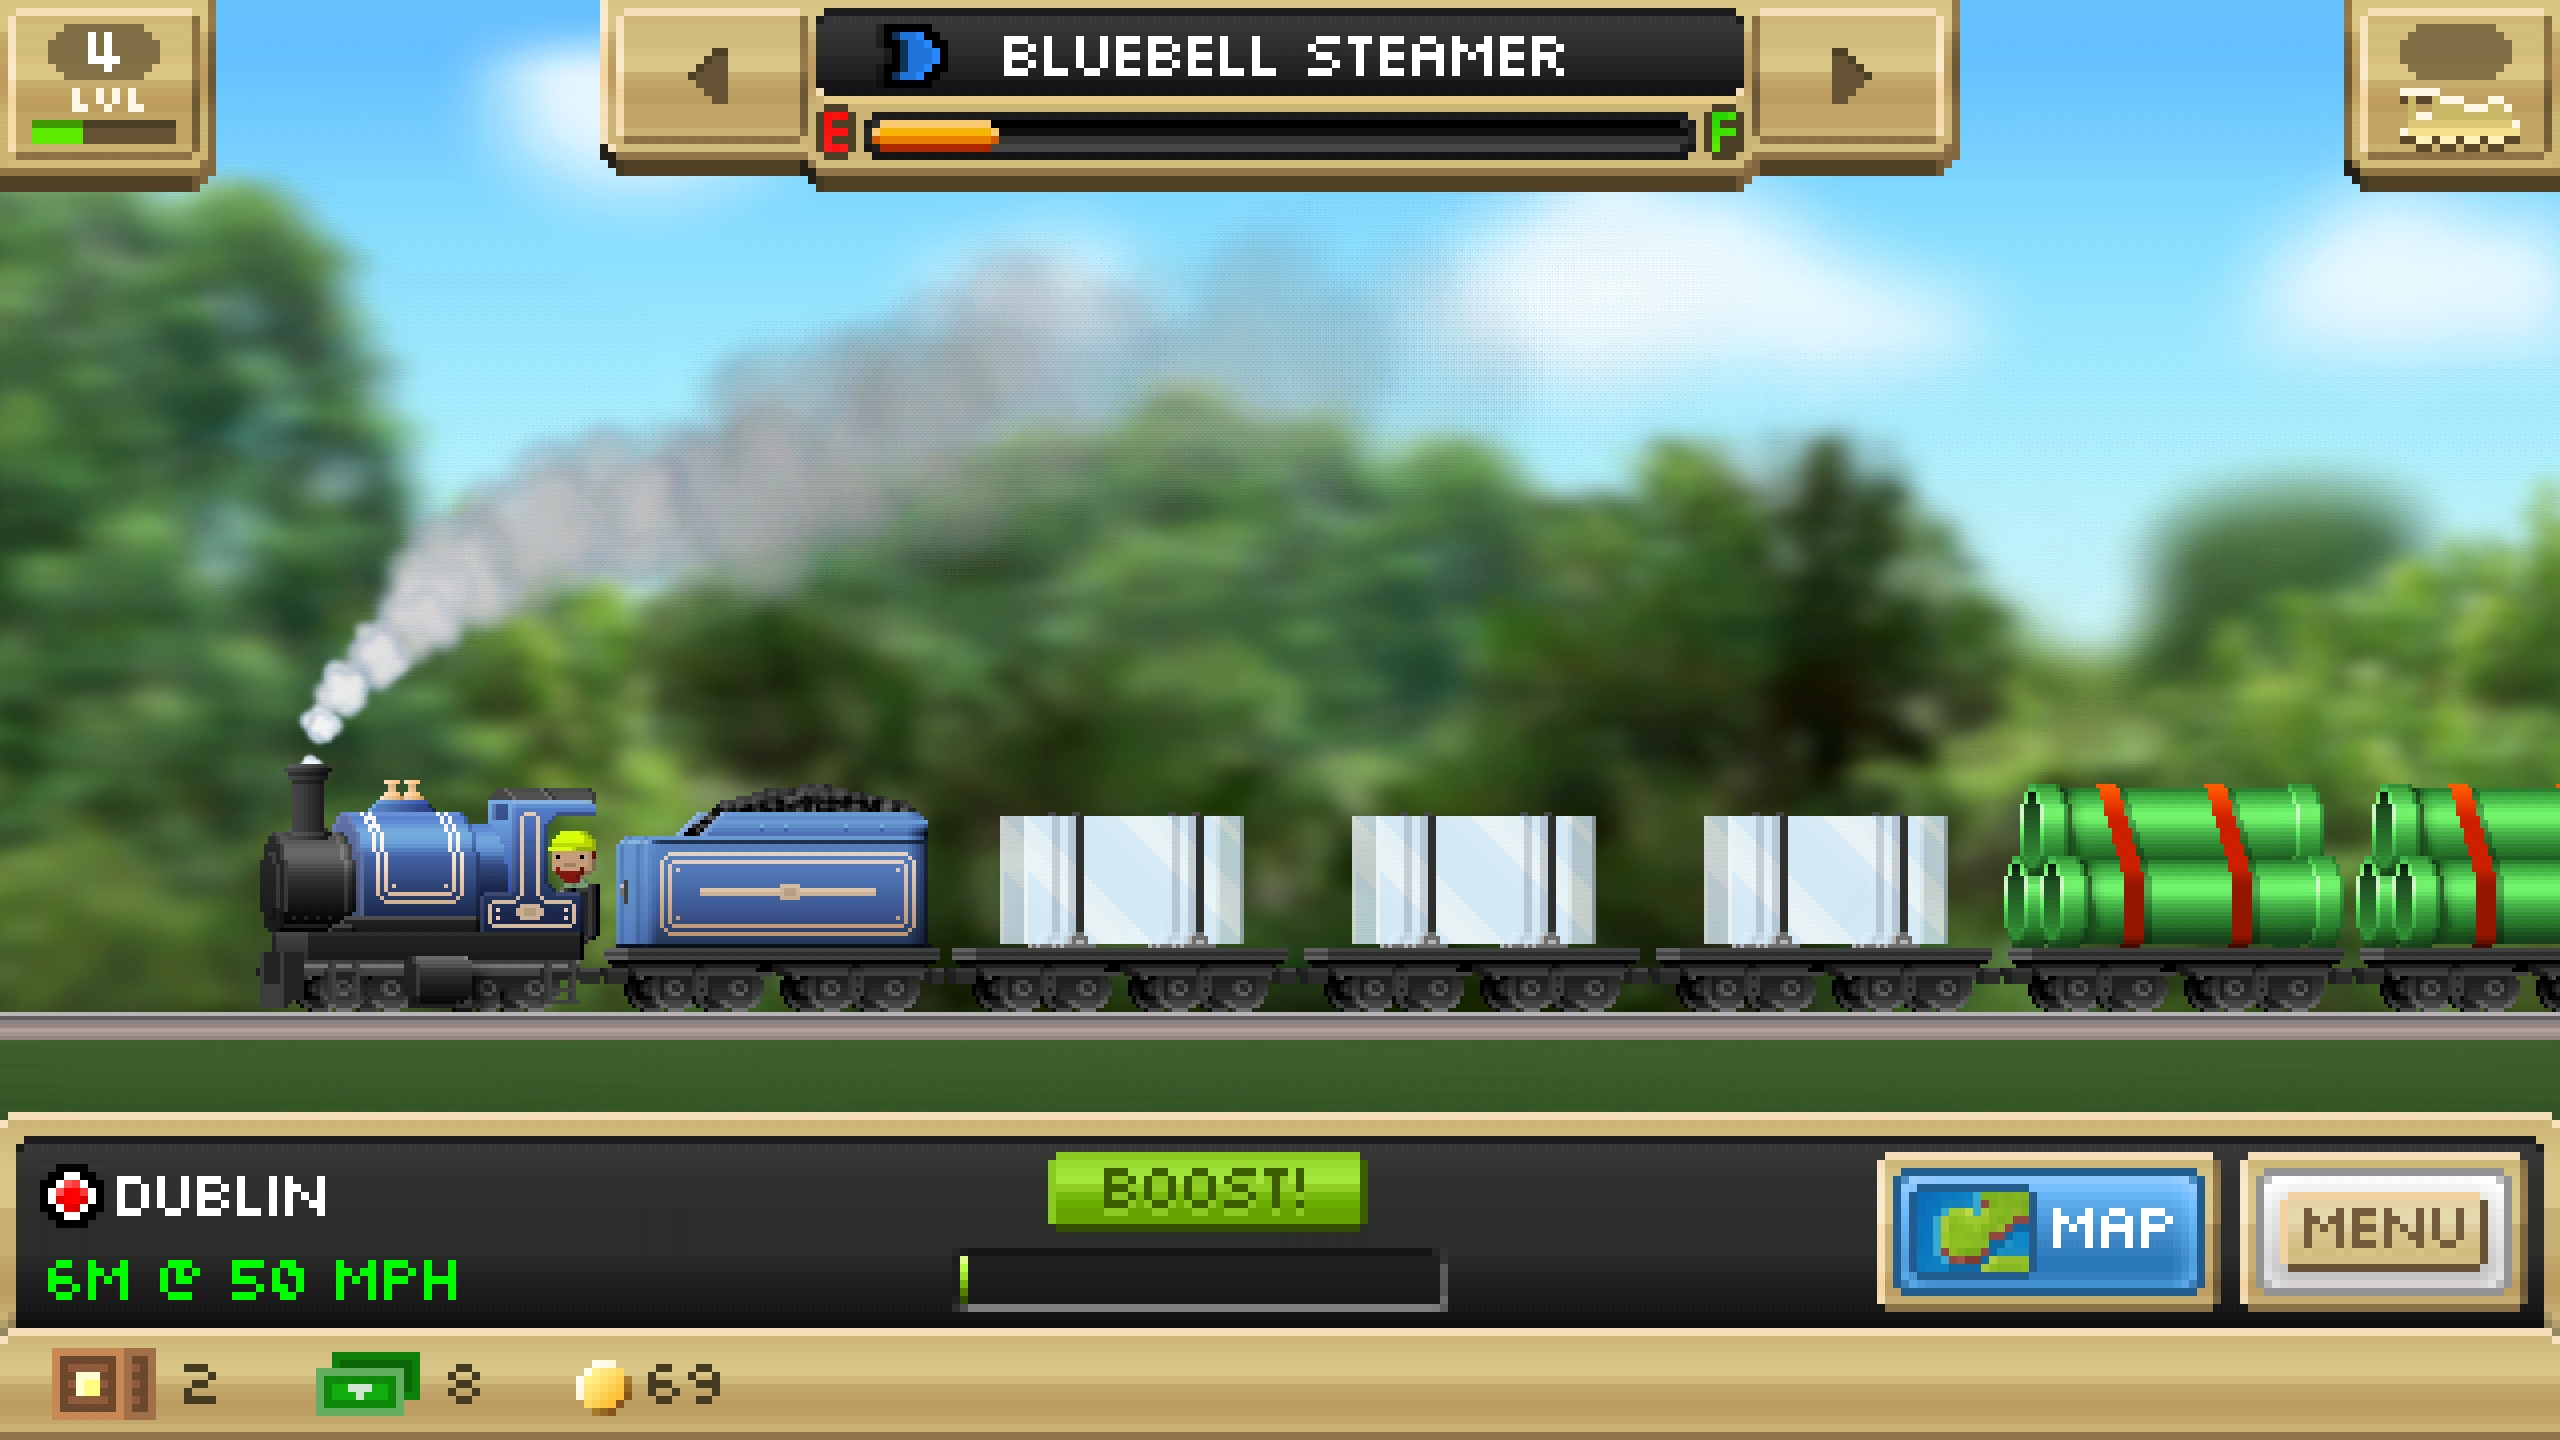 4
LVL
BLUEBELL STEAMER
E F
DUBLIN
6M @ 50 MPH
BOOST!
MAP
MENU
2 8 69